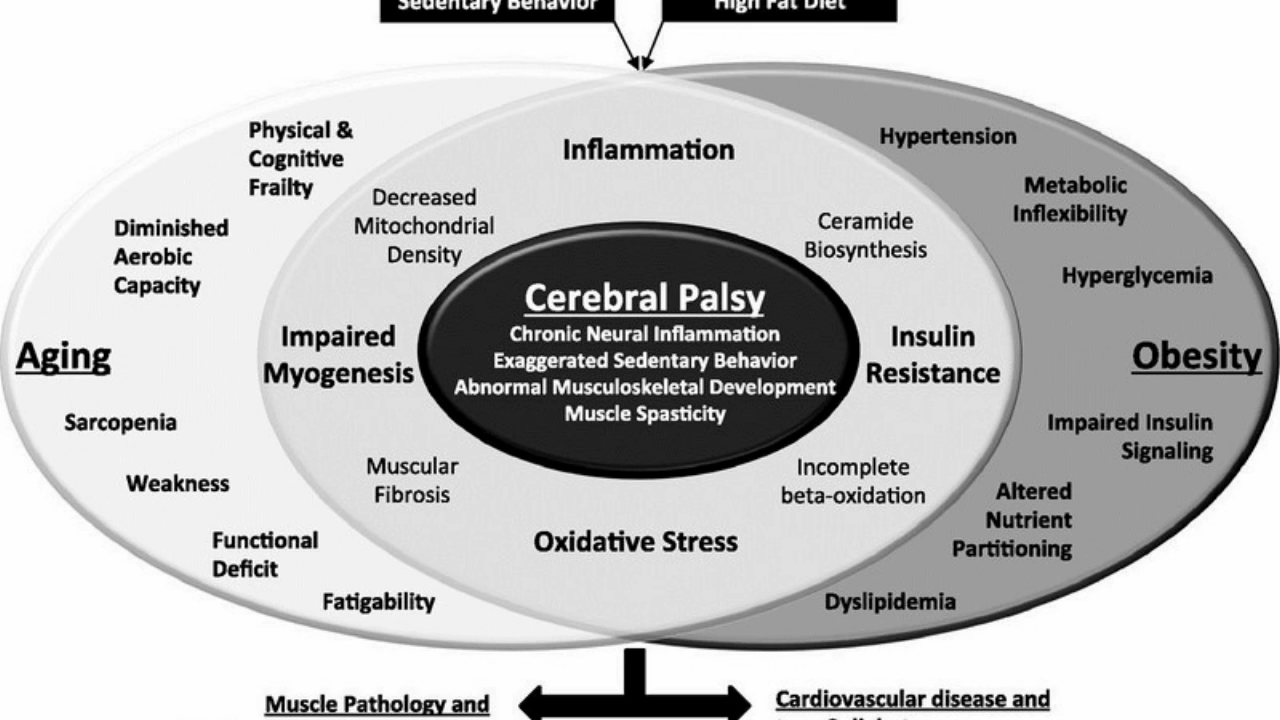 Sedentary Behavior
High Fat Diet
Physical &
Cognitive
Frailty
Diminished
Aerobic
Capacity
Aging
Sarcopenia
Weakness
Functional
Deficit
Fatigability
Inflammation
Decreased
Mitochondrial
Density
Ceramide
Biosynthesis
Impaired
Myogenesis
Cerebral Palsy
Chronic Neural Inflammation
Exaggerated Sedentary Behavior
Abnormal Musculoskeletal Development
Muscle Spasticity
Insulin
Resistance
Muscular
Fibrosis
Incomplete
beta-oxidation
Oxidative Stress
Hypertension
Metabolic
Inflexibility
Hyperglycemia
Obesity
Impaired Insulin
Signaling
Altered
Nutrient
Partitioning
Dyslipidemia
Muscle Pathology and
Cardiovascular disease and